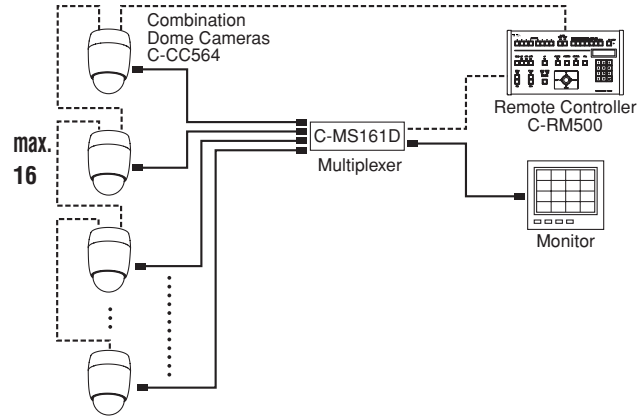 Combination
Dome Cameras
C-CC564
max.
16
C-MS161D
Multiplexer
Remote Controller
C-RM500
Monitor